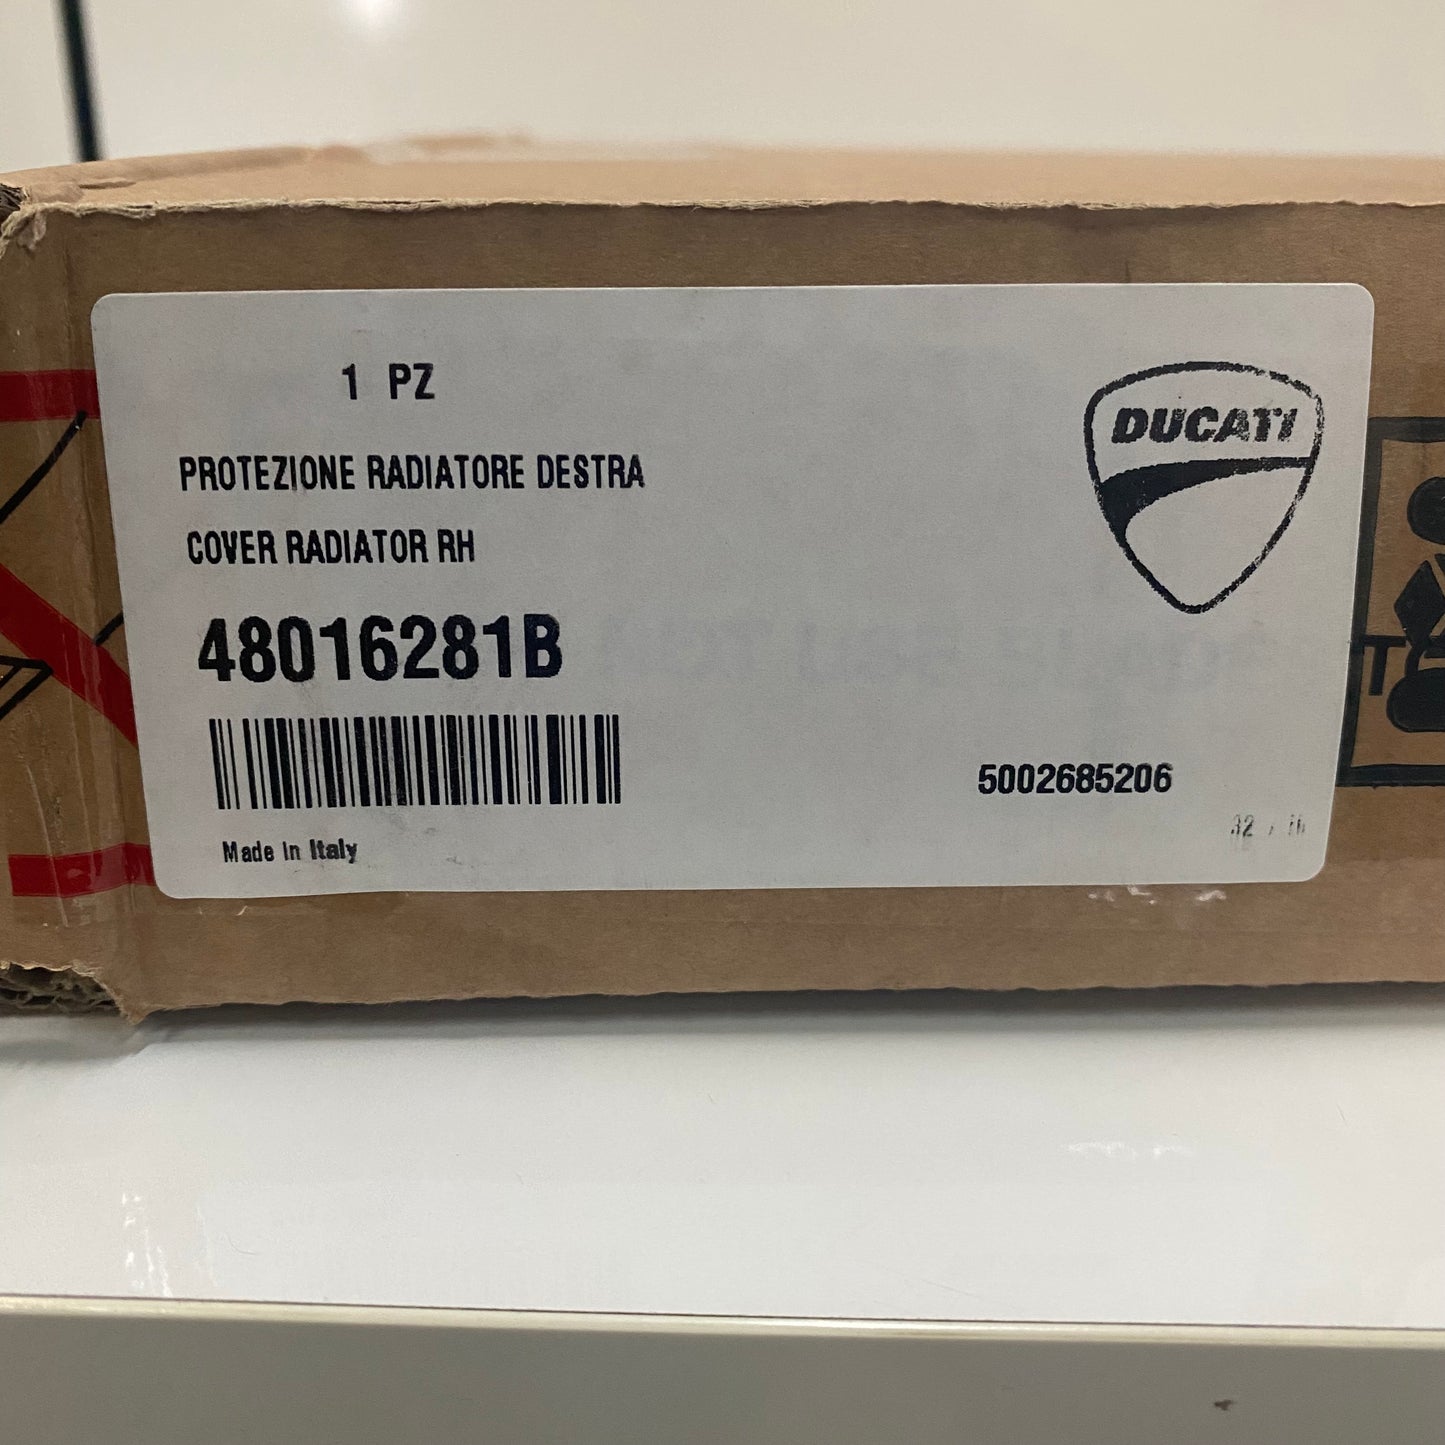 1 PZ
DUCATI
PROTEZIONE RADIATORE DESTRA
COVER RADIATOR RH
48016281B
5002685206
Made In Italy